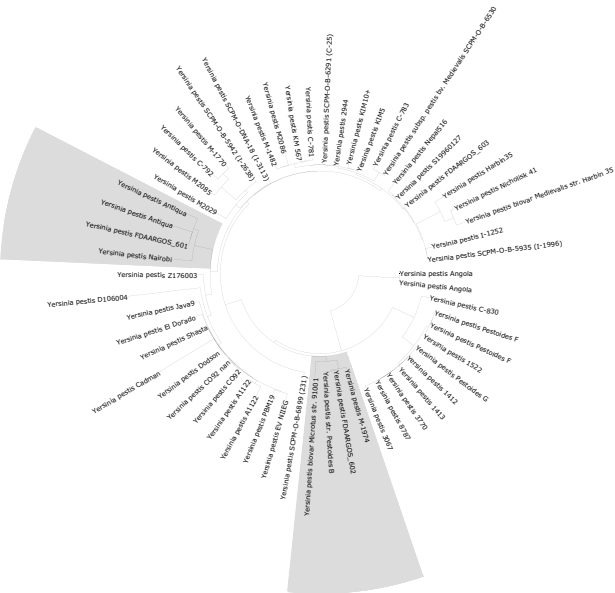 Yersinia pestis SCPM-O-B-6291 (C-25)
Yersinia pestis 2944
Yersinia pestis KIM10+
Yersinia pestis KIM5
Yersinia pestis C-783
Yersinia pestis subsp. pestis bv. Medievalis SCPM-O-B-6530
Yersinia pestis Nepal516
Yersinia pestis S19960127
Yersinia pestis FDAARGOS_603
Yersinia pestis Harbin35
Yersinia pestis Nicholisk 41
Yersinia pestis biovar Medievalis str. Harbin 35
Yersinia pestis I-1252
Yersinia pestis SCPM-O-B-5935 (I-1996)
Yersinia pestis Angola
Yersinia pestis Angola
Yersinia pestis C-830
Yersinia pestis Pestoides F
Yersinia pestis Pestoides F
Yersinia pestis 1522
Yersinia pestis Pestoides G
Yersinia pestis 1412
Yersinia pestis 1413
Yersinia pestis 3770
Yersinia pestis 8787
Yersinia pestis 3067
Yersinia pestis M-1974
Yersinia pestis FDAARGOS_602
Yersinia pestis str. Pestoides B
Yersinia pestis biovar Microtus str. 91001
Yersinia pestis SCPM-O-B-6899 (231)
Yersinia pestis EV NIIEG
Yersinia pestis PBM19
Yersinia pestis A1122
Yersinia pestis A1122
Yersinia pestis CO92
Yersinia pestis CO92 nan
Yersinia pestis Dodson
Yersinia pestis Cadman
Yersinia pestis Shasta
Yersinia pestis El Dorado
Yersinia pestis Java9
Yersinia pestis D106004
Yersinia pestis Z176003
Yersinia pestis Nairobi
Yersinia pestis FDAARGOS_601
Yersinia pestis Antiqua
Yersinia pestis Antiqua
Yersinia pestis M2029
Yersinia pestis M2085
Yersinia pestis C-792
Yersinia pestis M-1770
Yersinia pestis SCPM-O-B-5942 (I-2638)
Yersinia pestis SCPM-O-DNA-18 (I-3113)
Yersinia pestis M-1482
Yersinia pestis M2086
Yersinia pestis KM 567
Yersinia pestis C-781